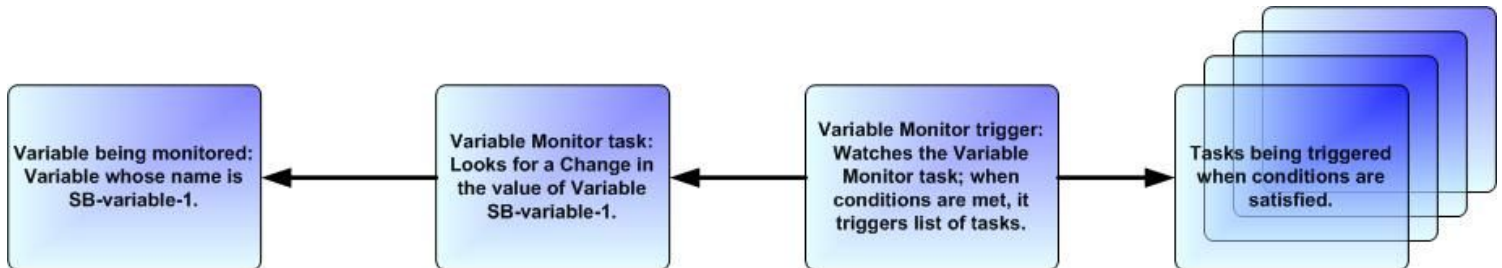 Variable being monitored:
Variable whose name is
SB-variable-1.
Variable Monitor task:
Looks for a Change in
the value of Variable
SB-variable-1.
Variable Monitor trigger:
Watches the Variable
Monitor task; when
conditions are met, it
triggers list of tasks.
Tasks being triggered
when conditions are
satisfied.